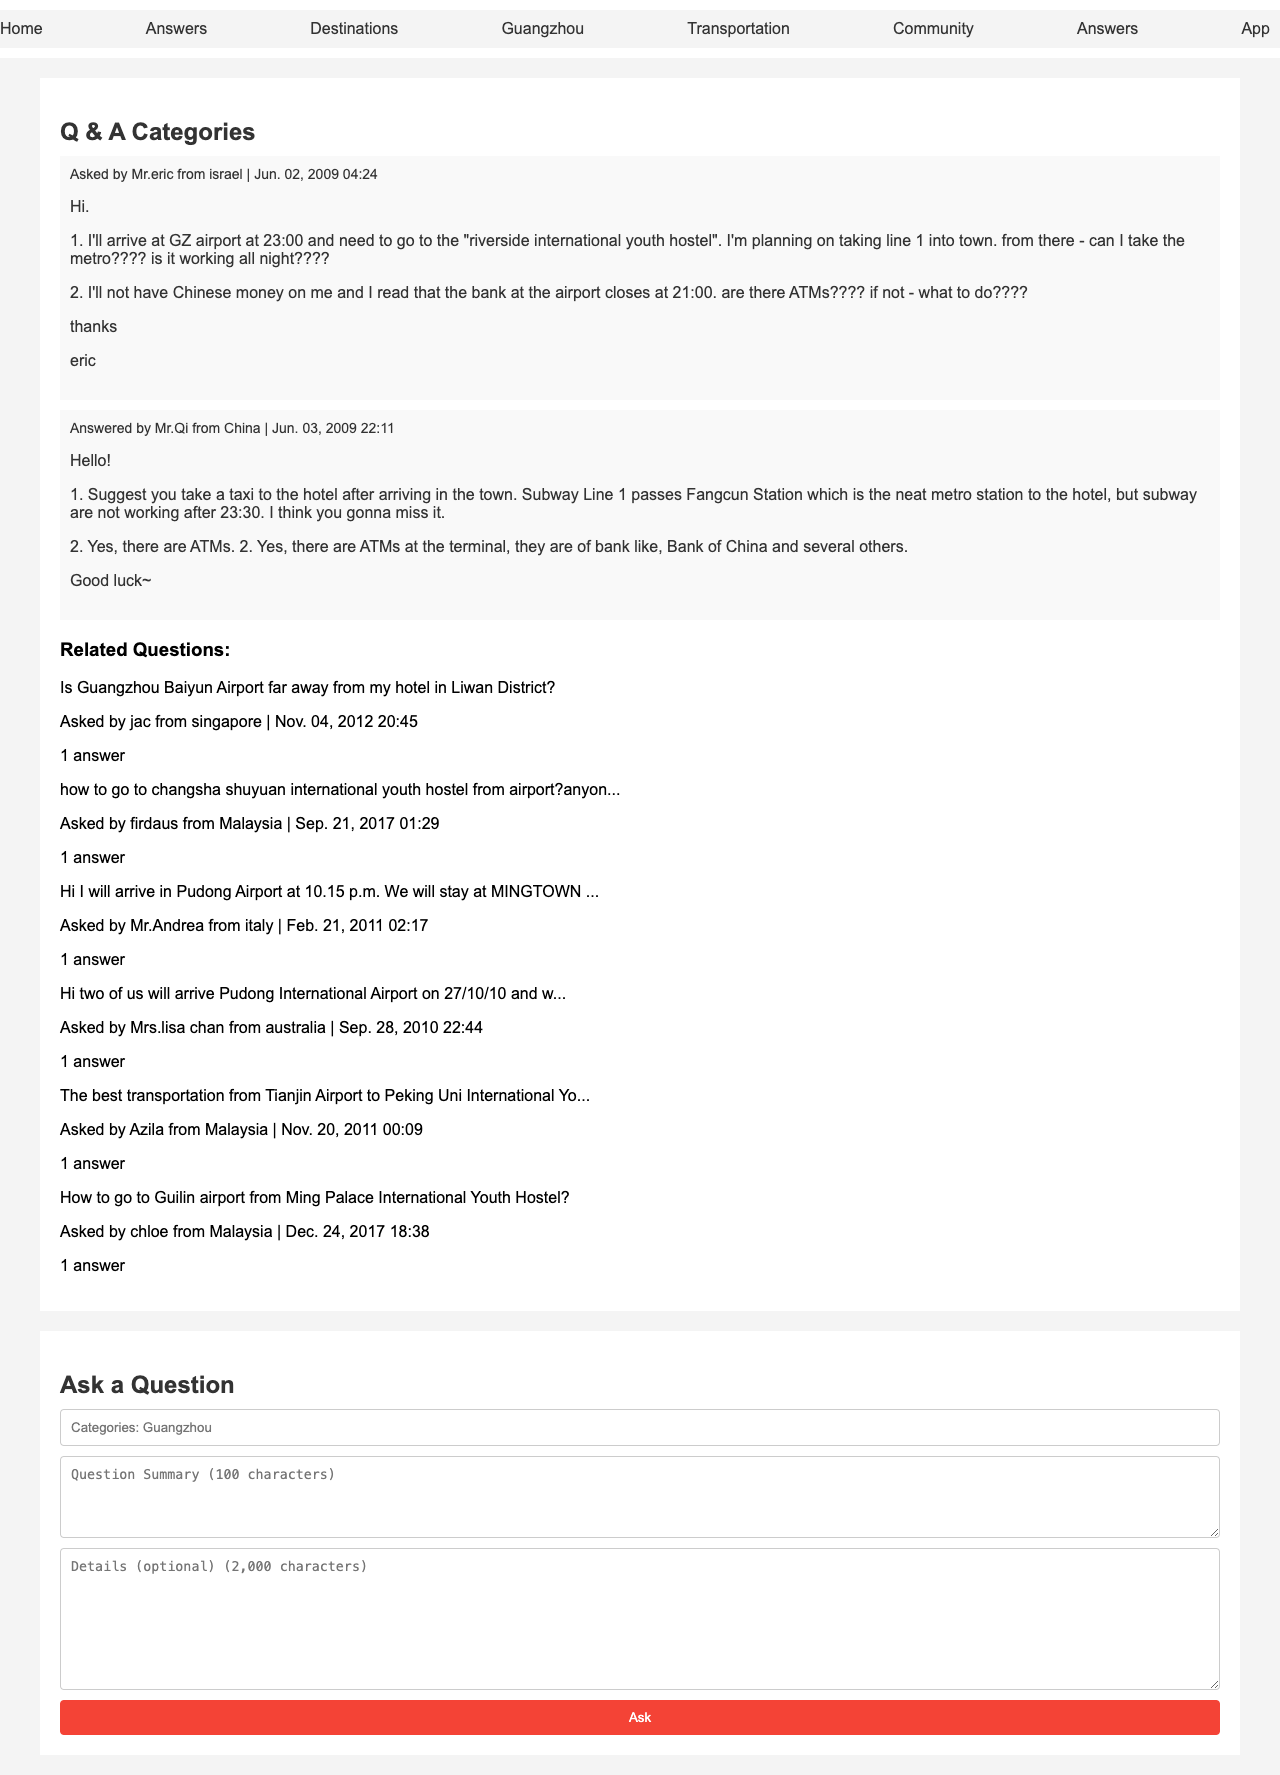 Home Answers Destinations Guangzhou Transportation Community Answers App
Q & A Categories
Asked by Mr.eric from israel | Jun. 02, 2009 04:24
Hi.
1. I'll arrive at GZ airport at 23:00 and need to go to the "riverside international youth hostel". I'm planning on taking line 1 into town. from there - can I take the
metro???? is it working all night????
2. I'll not have Chinese money on me and I read that the bank at the airport closes at 21:00. are there ATMs???? if not - what to do????
thanks
eric
Answered by Mr.Qi from China | Jun. 03, 2009 22:11
Hello!
1. Suggest you take a taxi to the hotel after arriving in the town. Subway Line 1 passes Fangcun Station which is the neat metro station to the hotel, but subway
are not working after 23:30. I think you gonna miss it.
2. Yes, there are ATMs. 2. Yes, there are ATMs at the terminal, they are of bank like, Bank of China and several others.
Good luck~
Related Questions:
Is Guangzhou Baiyun Airport far away from my hotel in Liwan District?
Asked by jac from singapore | Nov. 04, 2012 20:45
1 answer
how to go to changsha shuyuan international youth hostel from airport?anyon...
Asked by firdaus from Malaysia | Sep. 21, 2017 01:29
1 answer
Hi I will arrive in Pudong Airport at 10.15 p.m. We will stay at MINGTOWN ...
Asked by Mr.Andrea from italy | Feb. 21, 2011 02:17
1 answer
Hi two of us will arrive Pudong International Airport on 27/10/10 and w...
Asked by Mrs.lisa chan from australia | Sep. 28, 2010 22:44
1 answer
The best transportation from Tianjin Airport to Peking Uni International Yo...
Asked by Azila from Malaysia | Nov. 20, 2011 00:09
1 answer
How to go to Guilin airport from Ming Palace International Youth Hostel?
Asked by chloe from Malaysia | Dec. 24, 2017 18:38
1 answer
Ask a Question
Categories: Guangzhou
Question Summary (100 characters)
Details (optional) (2,000 characters)
Ask